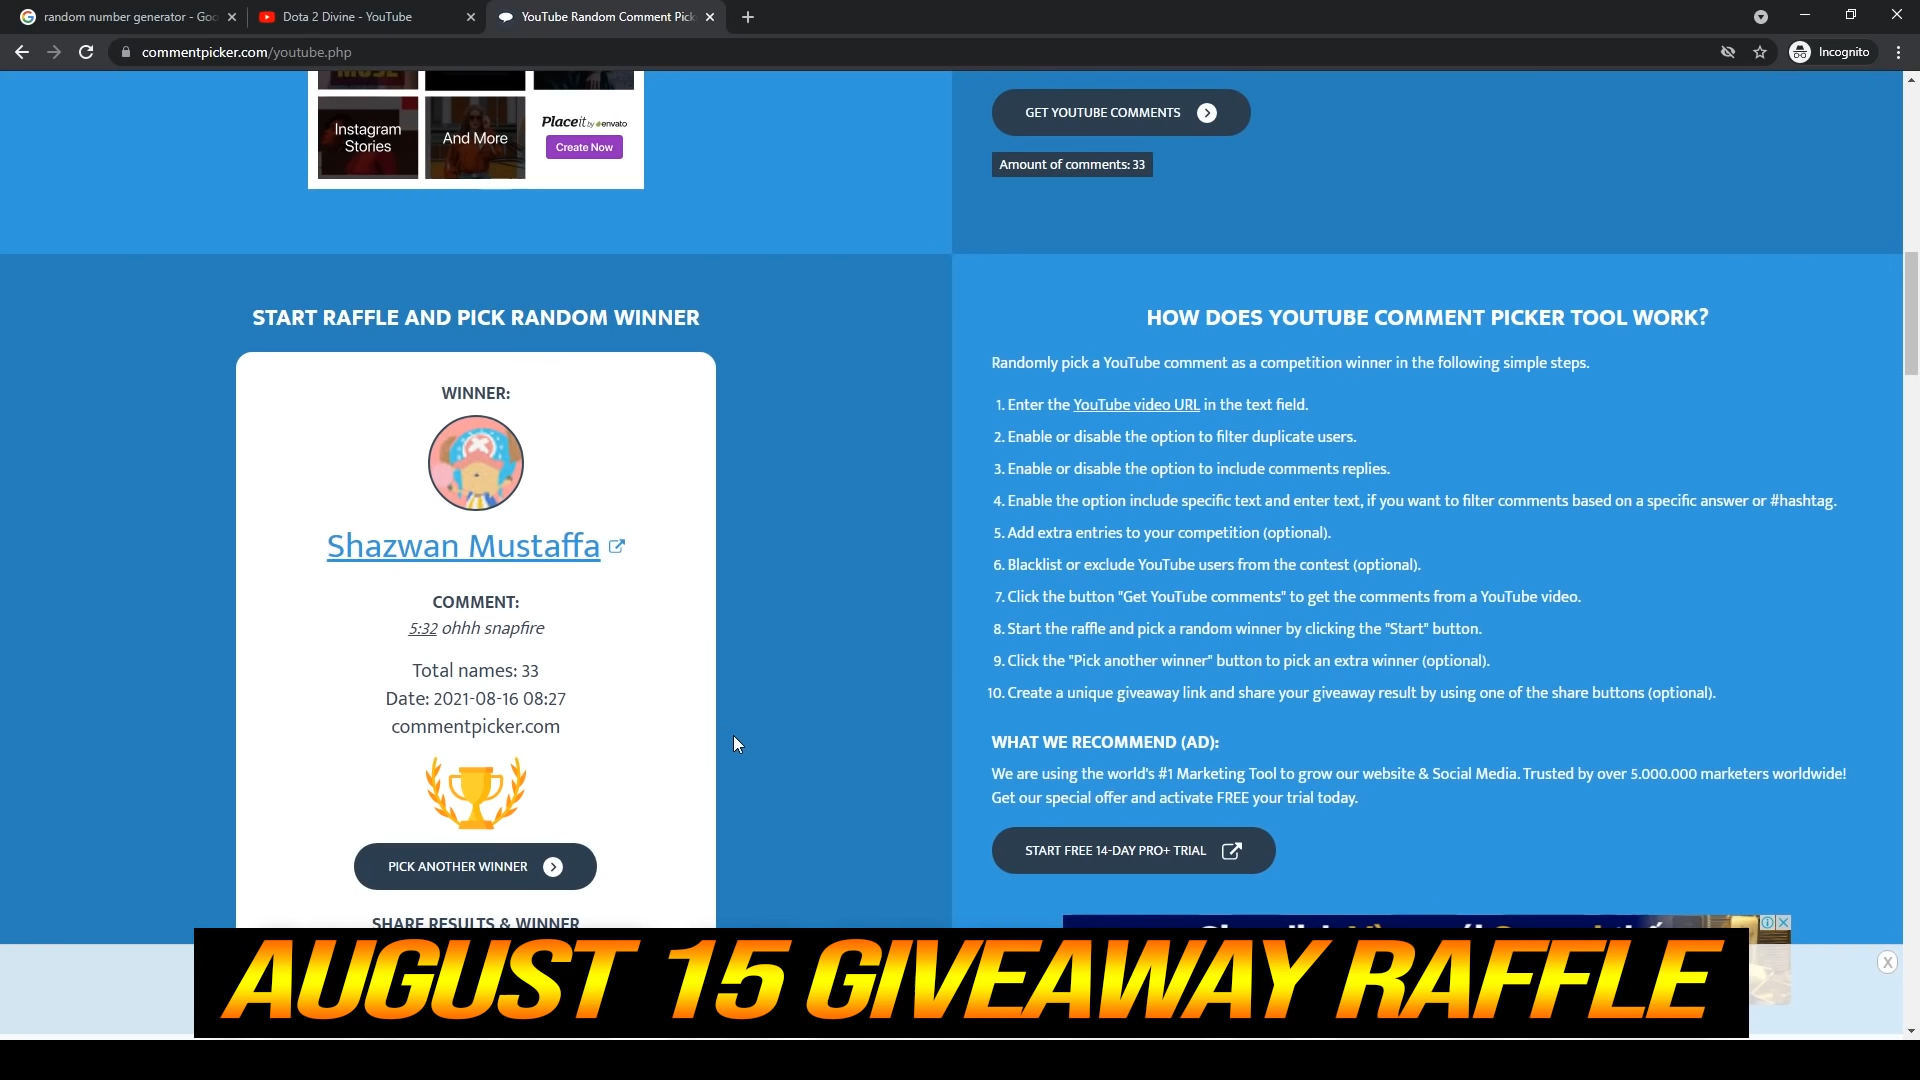 random number generator - Goo
Dota 2 Divine - YouTube
YouTube Random Comment Pick
commentpicker.com/youtube.php
Incognito
Instagram
Stories
And More
Placeit by envato
Create Now
GET YOUTUBE COMMENTS
Amount of comments: 33
START RAFFLE AND PICK RANDOM WINNER
WINNER:
Shazwan Mustaffa
COMMENT:
5:32 ohhh snapfire
Total names: 33
Date: 2021-08-16 08:27
commentpicker.com
PICK ANOTHER WINNER
SHARE RESULTS & WINNER
HOW DOES YOUTUBE COMMENT PICKER TOOL WORK?
Randomly pick a YouTube comment as a competition winner in the following simple steps.
1. Enter the YouTube video URL in the text field.
2. Enable or disable the option to filter duplicate users.
3. Enable or disable the option to include comments replies.
4. Enable the option include specific text and enter text, if you want to filter comments based on a specific answer or #hashtag.
5. Add extra entries to your competition (optional).
6. Blacklist or exclude YouTube users from the contest (optional).
7. Click the button "Get YouTube comments" to get the comments from a YouTube video.
8. Start the raffle and pick a random winner by clicking the "Start" button.
9. Click the "Pick another winner" button to pick an extra winner (optional).
10. Create a unique giveaway link and share your giveaway result by using one of the share buttons (optional).
WHAT WE RECOMMEND (AD):
We are using the world's #1 Marketing Tool to grow our website & Social Media. Trusted by over 5.000.000 marketers worldwide!
Get our special offer and activate FREE your trial today.
START FREE 14-DAY PRO+ TRIAL
AUGUST 15 GIVEAWAY RAFFLE